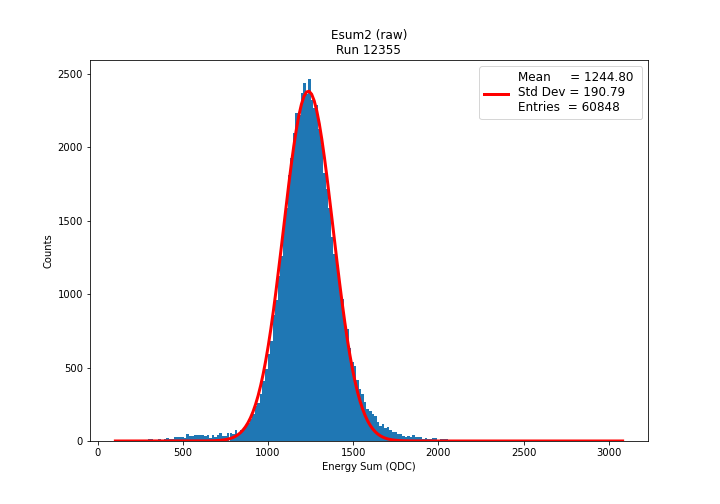 Esum2 (raw)
Run 12355
Mean = 1244.80
Std Dev = 190.79
Entries = 60848
2500
2000
1500
1000
500
0
Counts
0 500 1000 1500 2000 2500 3000
Energy Sum (QDC)